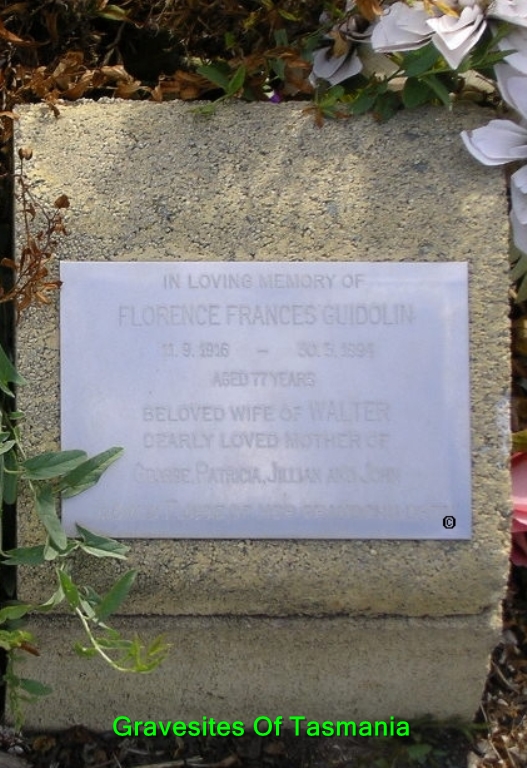 IN LOVING MEMORY OF
FLORENCE FRANCES GUIDOLIN
11. 9. 1916 – 30. 5. 1994
AGED 77 YEARS
BELOVED WIFE OF WALTER
DEARLY LOVED MOTHER OF
GEORGE, PATRICIA, JILLIAN AND JOHN
©
Gravesites Of Tasmania